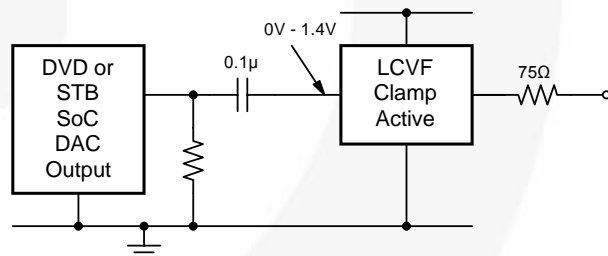 DVD or
STB
SoC
DAC
Output
0.1μ
0V - 1.4V
LCVF
Clamp
Active
75Ω